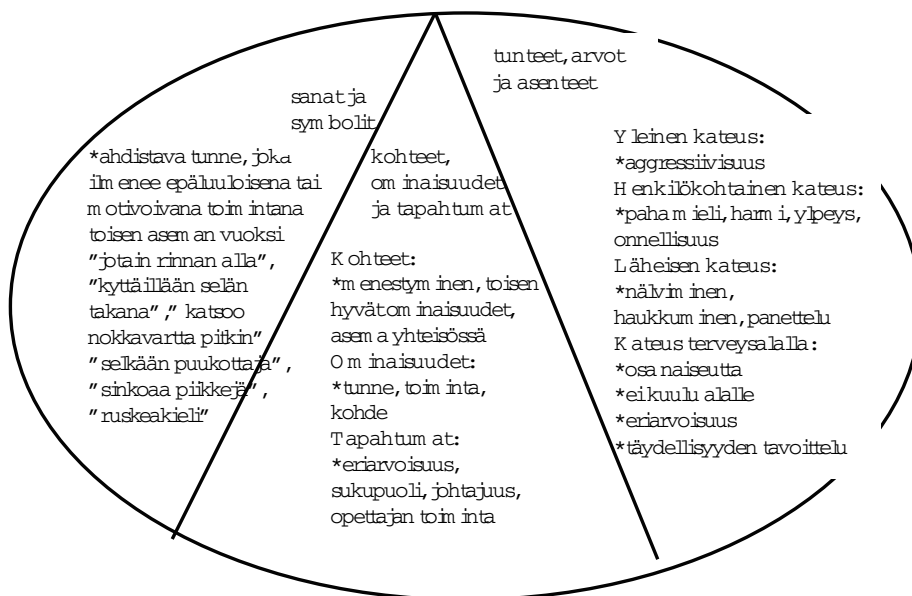 sanat ja
symbolit
*ahdistava tunne, joka
ilmenee epäluuloisena tai
motivoivana toimintana
toisen aseman vuoksi
”jotain rinnan alla”,
”kyttäillään selän
takana”,” katsoo
nokkavartta pitkin”
”selkään puukottaja”,
”sinkoaa piikkejä”,
”ruskeakieli”
kohteet,
ominaisuudet
ja tapahtumat
Kohteet:
*menestyminen, toisen
hyvät ominaisuudet,
asema yhteisössä
Ominaisuudet:
*tunne, toiminta,
kohde
Tapahtumat:
*eriarvoisuus,
sukupuoli, johtajuus,
opettajan toiminta
tunteet, arvot
ja asenteet
Yleinen kateus:
*aggressiivisuus
Henkilökohtainen kateus:
*paha mieli, harmi, ylpeys,
onnellisuus
Läheisen kateus:
*nälviminen,
haukkuminen, panettelu
Kateus terveysalalla:
*osa naiseutta
*ei kuulu alalle
*eriarvoisuus
*täydellisyyden tavoittelu